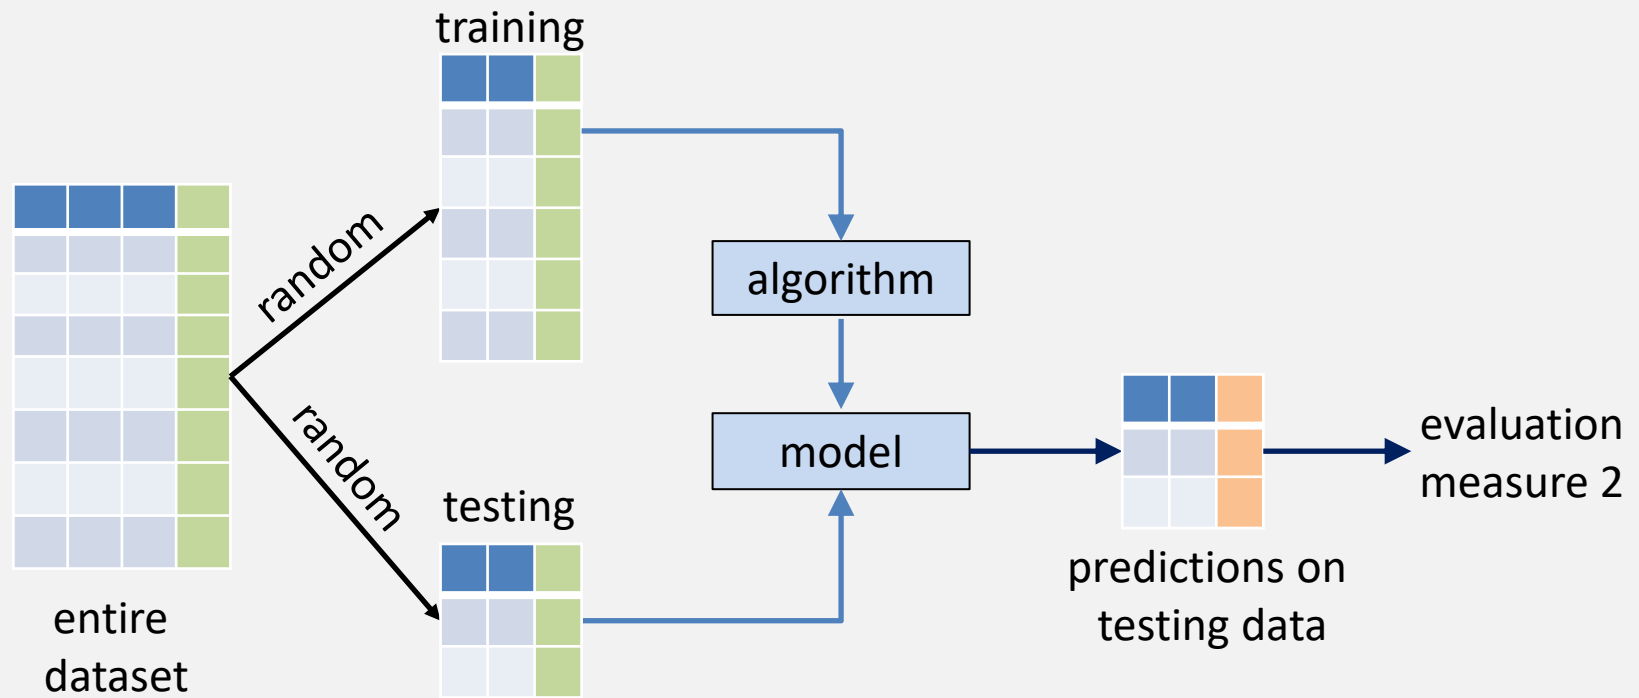 training
random
algorithm
random
model
evaluation
measure 2
testing
predictions on
testing data
entire
dataset